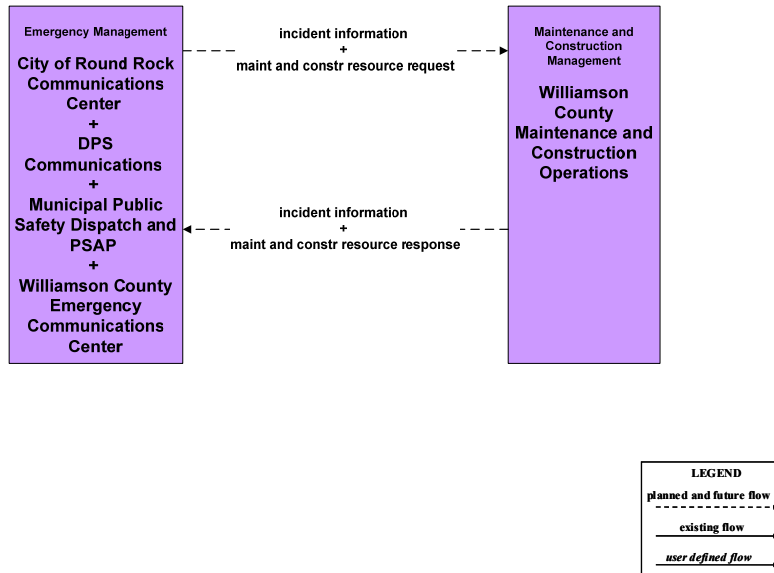 Emergency Management
City of Round Rock
Communications
Center
+
DPS
Communications
+
Municipal Public
Safety Dispatch and
PSAP
+
Williamson County
Emergency
Communications
Center
incident information
+
maint and constr resource request
incident information
+
maint and constr resource response
Maintenance and
Construction
Management
Williamson
County
Maintenance and
Construction
Operations
LEGEND
planned and future flow
existing flow
user defined flow